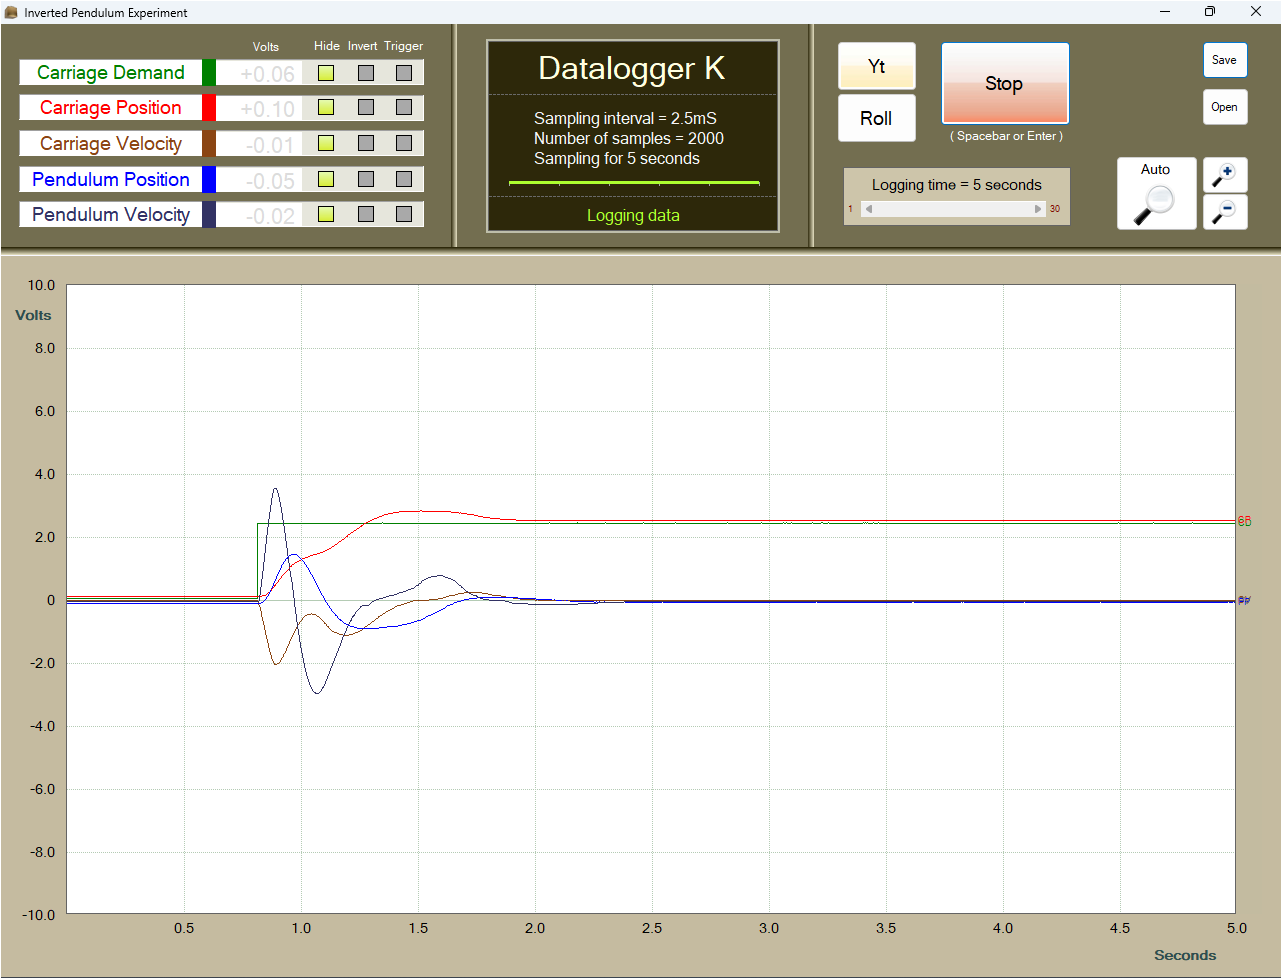 Inverted Pendulum Experiment
Volts Hide Invert Trigger
Carriage Demand +0.06
Carriage Position +0.10
Carriage Velocity -0.01
Pendulum Position -0.05
Pendulum Velocity -0.02
Datalogger K
Sampling interval = 2.5mS
Number of samples = 2000
Sampling for 5 seconds
Logging data
Yt
Roll
Stop
( Spacebar or Enter )
Logging time = 5 seconds
1 30
Save
Open
Auto
10.0
Volts
8.0
6.0
4.0
2.0
0
-2.0
-4.0
-6.0
-8.0
-10.0
0.5 1.0 1.5 2.0 2.5 3.0 3.5 4.0 4.5 5.0
Seconds